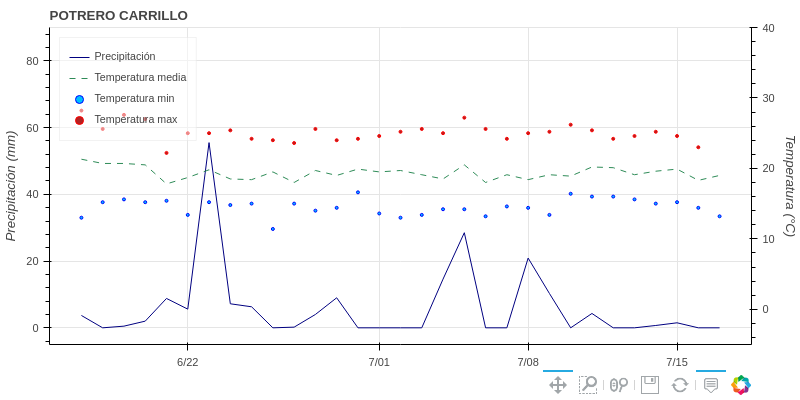 POTRERO CARRILLO
Precipitación
Temperatura media
Temperatura min
Temperatura max
Precipitación (mm)
80
60
40
20
0
Temperatura (°C)
40
30
20
10
0
6/22
7/01
7/08
7/15